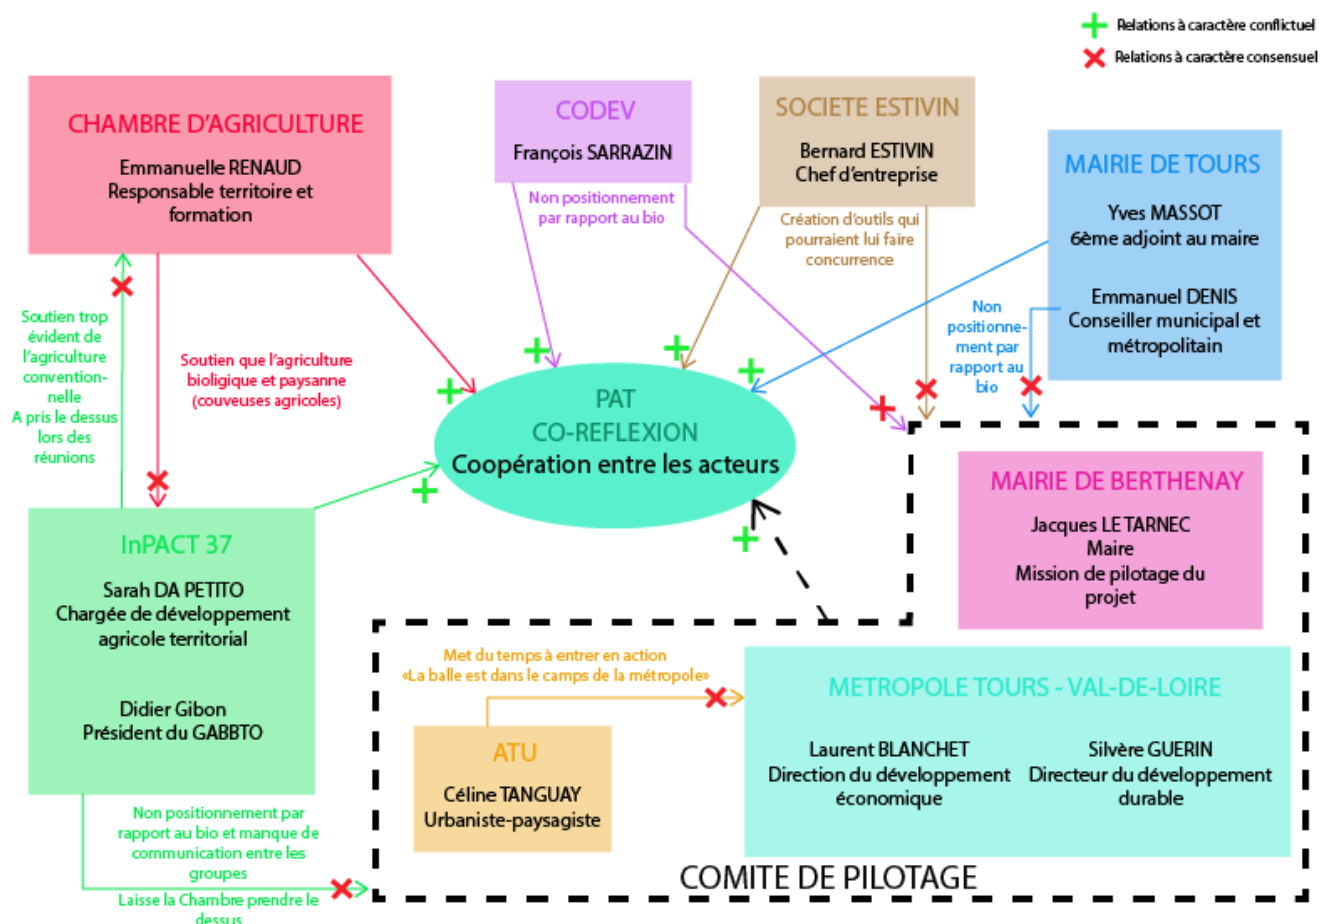 Relations à caractère conflictuel
Relations à caractère consensuel
CHAMBRE D'AGRICULTURE
Emmanuelle RENAUD
Responsable territoire et
formation
CODEV
François SARRAZIN
SOCIETE ESTIVIN
Bernard ESTIVIN
Chef d'entreprise
MAIRIE DE TOURS
Yves MASSOT
6ème adjoint au maire
Emmanuel DENIS
Conseiller municipal et
métropolitain
Non positionnement
par rapport au bio
Création d'outils qui
pourraient lui faire
concurrence
Non
positionne-
ment par
rapport au
bio
Soutien trop
évident de
l'agriculture
convention-
nelle
A pris le dessus
lors des
réunions
Soutien que l'agriculture
bioligique et paysanne
(couveuses agricoles)
PAT
CO-REFLEXION
Coopération entre les acteurs
MAIRIE DE BERTHENAY
Jacques LE TARNEC
Maire
Mission de pilotage du
projet
InPACT 37
Sarah DA PETITO
Chargée de développement
agricole territorial
Didier Gibon
Président du GABBTO
Met du temps à entrer en action
«La balle est dans le camps de la métropole»
METROPOLE TOURS - VAL-DE-LOIRE
Laurent BLANCHET
Direction du développement
économique
Silvère GUERIN
Directeur du développement
durable
ATU
Céline TANGUAY
Urbaniste-paysagiste
Non positionnement par
rapport au bio et manque de
communication entre les
groupes
Laisse la Chambre prendre le
dessus
COMITE DE PILOTAGE